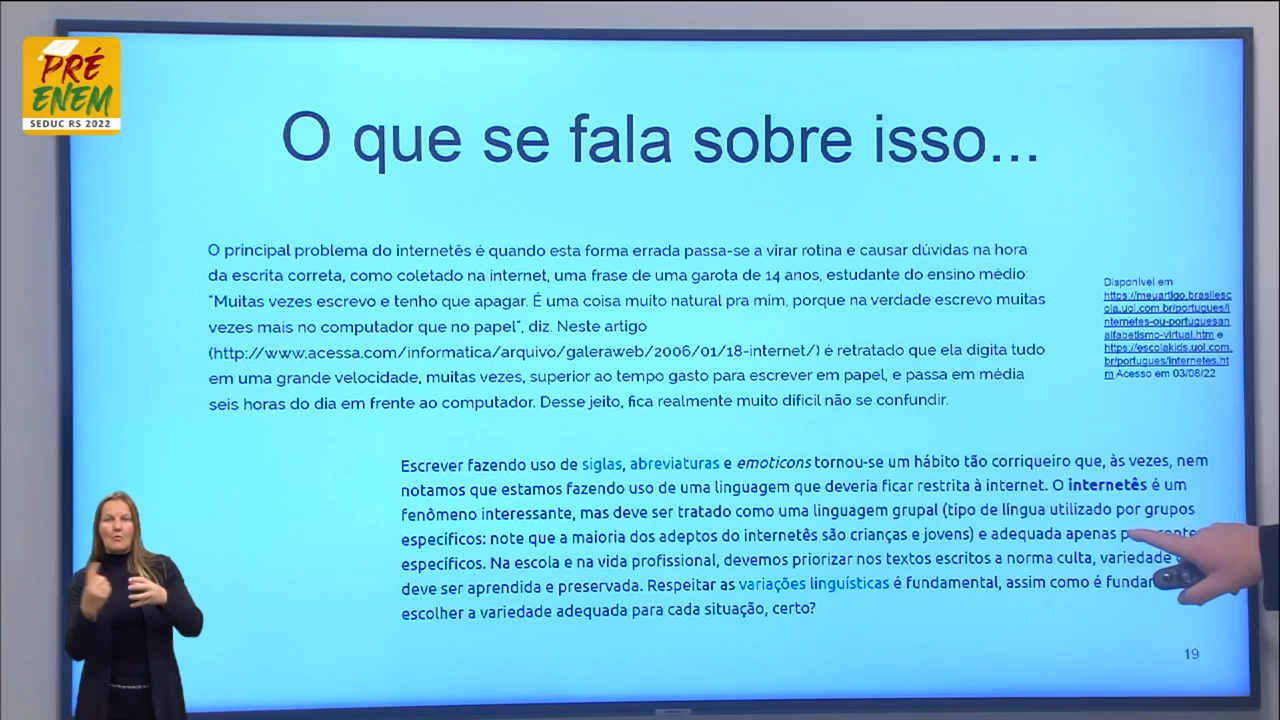 PRÉ
ENEM
SEDUC RS 2022
O que se fala sobre isso...
O principal problema do internetês é quando esta forma errada passa-se a virar rotina e causar dúvidas na hora
da escrita correta, como coletado na internet, uma frase de uma garota de 14 anos, estudante do ensino médio:
"Muitas vezes escrevo e tenho que apagar. É uma coisa muito natural pra mim, porque na verdade escrevo muitas
vezes mais no computador que no papel", diz. Neste artigo
(http://www.acessa.com/informatica/arquivo/galeraweb/2006/01/18-internet/) é retratado que ela digita tudo
em uma grande velocidade, muitas vezes, superior ao tempo gasto para escrever em papel, e passa em média
seis horas do dia em frente ao computador. Desse jeito, fica realmente muito difícil não se confundir.
Disponível em
https://meuartigo.brasilesc
ola.uol.com.br/portugues/i
nternetes-ou-portuguesan
alfabetismo-virtual.htm e
https://escolakids.uol.com.
br/portugues/internetes.ht
m Acesso em 03/08/22
Escrever fazendo uso de siglas, abreviaturas e emoticons tornou-se um hábito tão corriqueiro que, às vezes, nem
notamos que estamos fazendo uso de uma linguagem que deveria ficar restrita à internet. O internetês é um
fenômeno interessante, mas deve ser tratado como uma linguagem grupal (tipo de língua utilizado por grupos
específicos: note que a maioria dos adeptos do internetês são crianças e jovens) e adequada apenas
específicos. Na escola e na vida profissional, devemos priorizar nos textos escritos a norma culta, variedade
deve ser aprendida e preservada. Respeitar as variações linguísticas é fundamental, assim como é
escolher a variedade adequada para cada situação, certo?
19